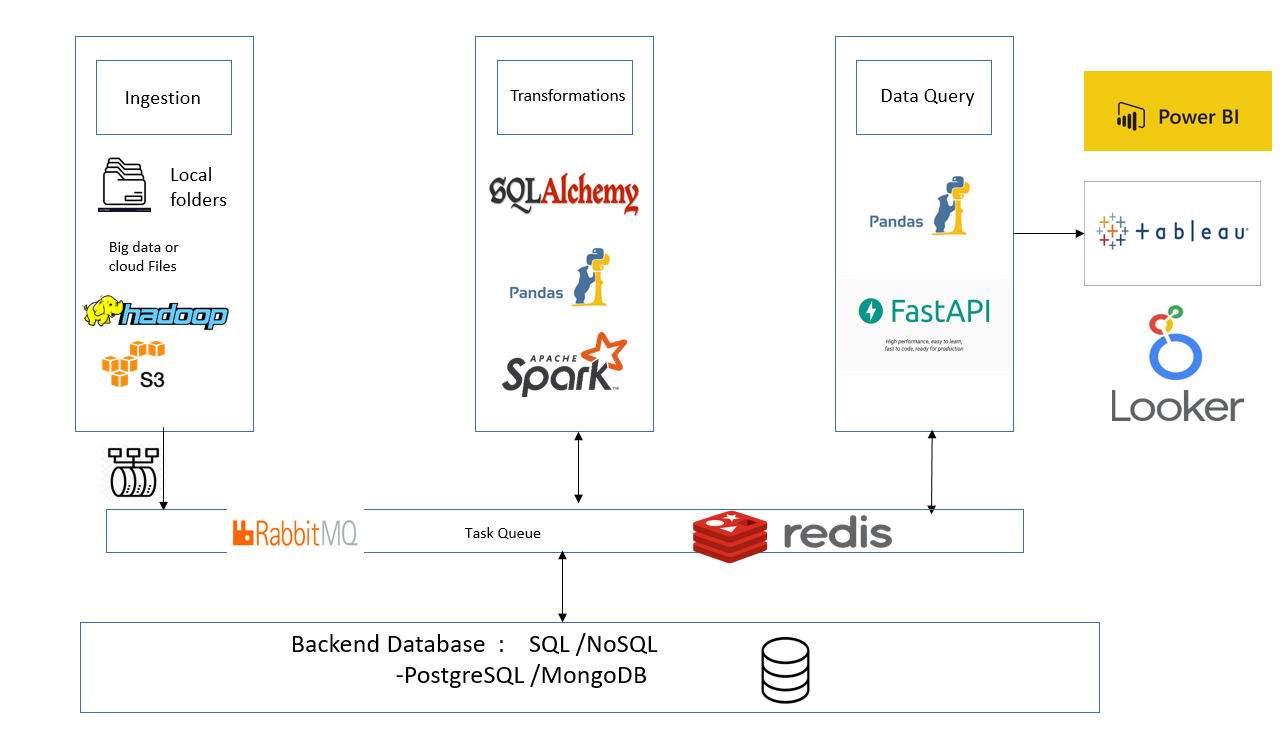 Ingestion
Local
folders
Big data or
cloud Files
hadoop
S3
Transformations
SQLAlchemy
Pandas
APACHE
Spark™
Data Query
Pandas
FastAPI
High performance, easy to learn,
fast to code, ready for production
Power BI
+ableau®
Looker
RabbitMQ
Task Queue
redis
Backend Database : SQL /NoSQL
-PostgreSQL /MongoDB